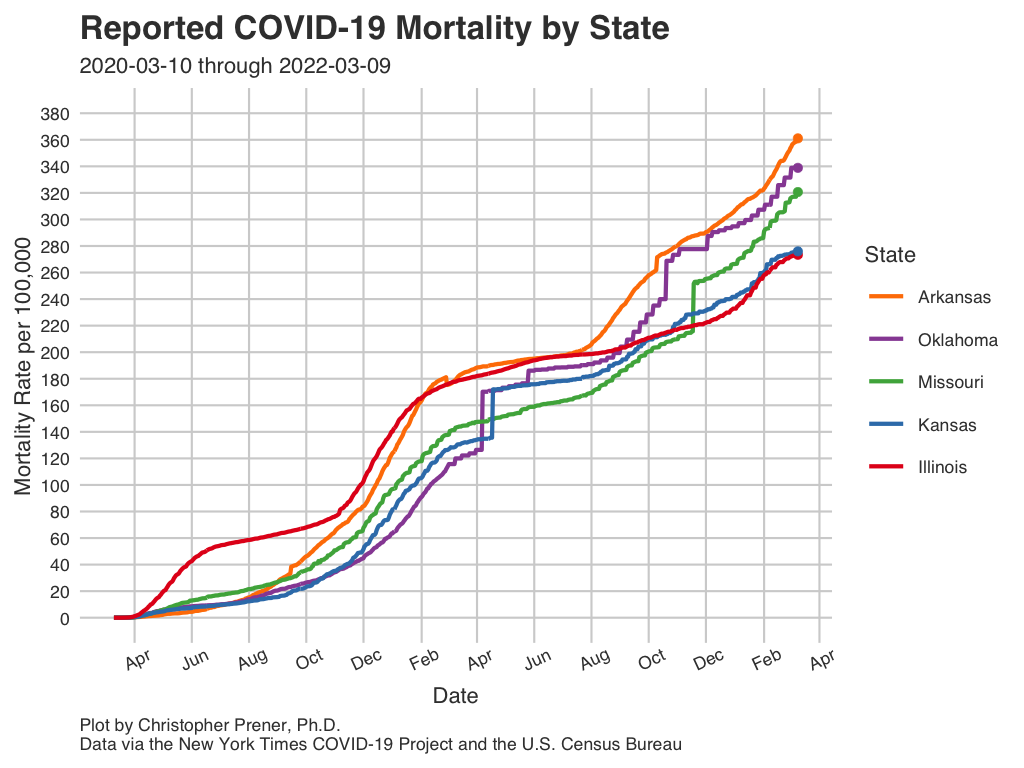 Reported COVID-19 Mortality by State
2020-03-10 through 2022-03-09
Mortality Rate per 100,000
380
360
340
320
300
280
260
240
220
200
180
160
140
120
100
80
60
40
20
0
Apr Jun Aug Oct Dec Feb Apr Jun Aug Oct Dec Feb Apr
Date
State
Arkansas
Oklahoma
Missouri
Kansas
Illinois
Plot by Christopher Prener, Ph.D.
Data via the New York Times COVID-19 Project and the U.S. Census Bureau